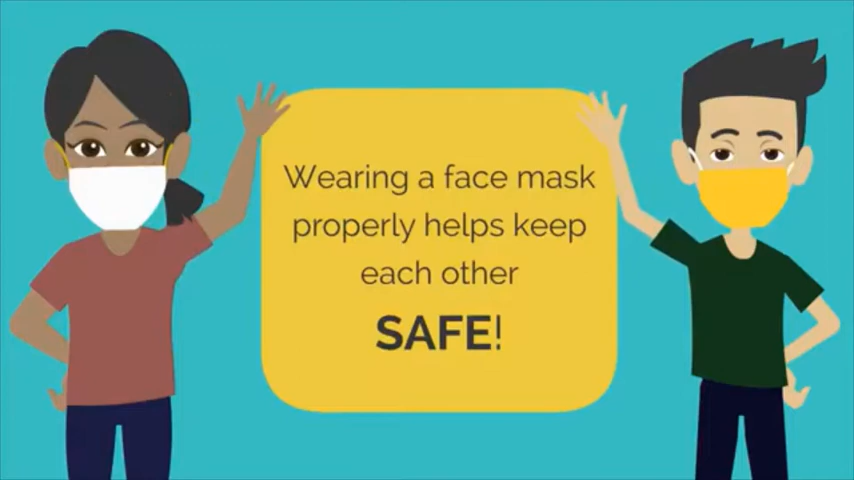 Wearing a face mask
properly helps keep
each other
SAFE!